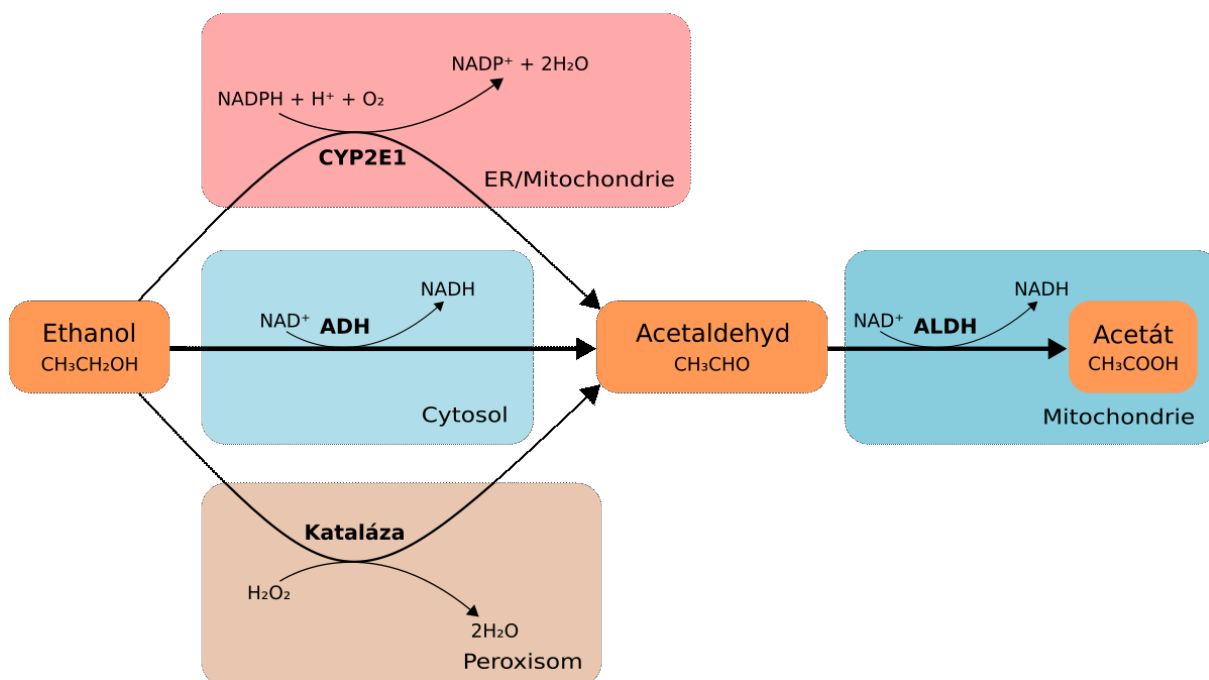 NADP⁺ + 2H₂O
NADPH + H⁺ + O₂
CYP2E1
ER/Mitochondrie
Ethanol
CH₃CH₂OH
NAD⁺
ADH
NADH
Cytosol
Acetaldehyd
CH₃CHO
NAD⁺
ALDH
NADH
Acetát
CH₃COOH
Mitochondrie
Kataláza
H₂O₂
2H₂O
Peroxisom